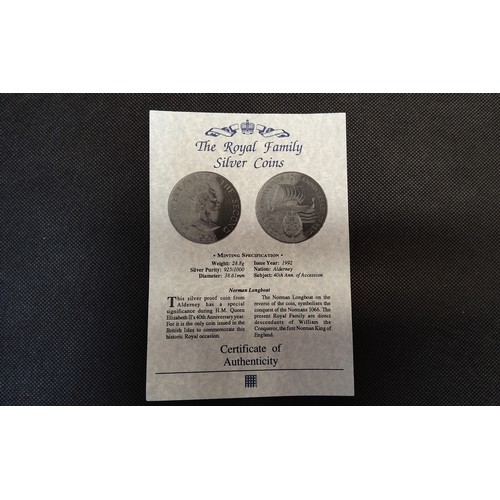 The Royal Family
Silver Coins
• MINTING SPECIFICATION •
Weight: 28.8g
Silver Purity: 925/1000
Diameter: 38.61mm
Issue Year: 1992
Nation: Alderney
Subject: 40th Ann. of Accession
Norman Longboat
This silver proof coin from
Alderney has a special
significance during H.M. Queen
Elizabeth II's 40th Anniversary year.
For it is the only coin issued in the
British Isles to commemorate this
historic Royal occasion.
The Norman Longboat on the
reverse of the coin, symbolises the
conquest of the Normans 1066. The
present Royal Family are direct
descendants of William the
Conqueror, the first Norman King of
England.
Certificate of
Authenticity